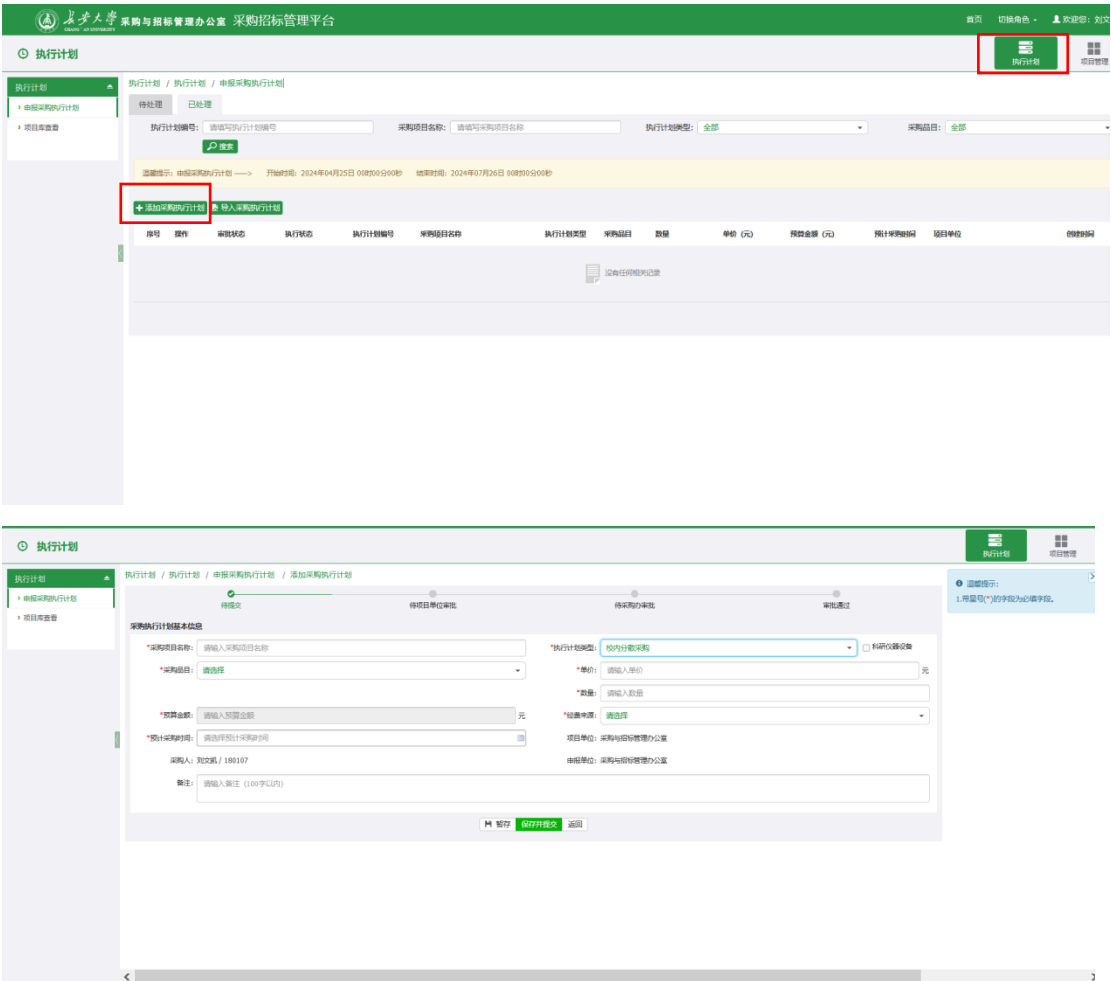 长安大学 采购与招标管理办公室 采购招标管理平台 首页 切换角色 欢迎您: 刘文
CHANG'AN UNIVERSITY
执行计划 执行计划 项目管理
执行计划 执行计划 / 执行计划 / 申报采购执行计划
› 申报采购执行计划 待处理 已处理
› 项目库查看 执行计划编号: 请填写执行计划编号 采购项目名称: 请填写采购项目名称 执行计划类型: 全部 采购品目: 全部
搜索
温馨提示: 申报采购执行计划 ——> 开始时间: 2024年04月25日 00时00分00秒 结束时间: 2024年07月26日 00时00分00秒
添加采购执行计划 导入采购执行计划
序号 操作 审批状态 执行状态 执行计划编号 采购项目名称 执行计划类型 采购品目 数量 单价 (元) 预算金额 (元) 预计采购时间 项目单位 创建时间
没有任何相关记录
执行计划 执行计划 项目管理
执行计划 执行计划 / 执行计划 / 申报采购执行计划 / 添加采购执行计划
› 申报采购执行计划 待提交 待项目单位审批 待采购办审批 审批通过
› 项目库查看
温馨提示:
1.带星号(*)的字段为必填字段。
采购执行计划基本信息
*采购项目名称: 请输入采购项目名称 *执行计划类型: 校内分散采购 科研仪器设备
*采购品目: 请选择 *单价: 请输入单价 元
*数量: 请输入数量
*预算金额: 请输入预算金额 元 *经费来源: 请选择
*预计采购时间: 请选择预计采购时间 项目单位: 采购与招标管理办公室
采购人: 刘文凯 / 180107 申报单位: 采购与招标管理办公室
备注: 请输入备注 (100字以内)
暂存 保存并提交 返回